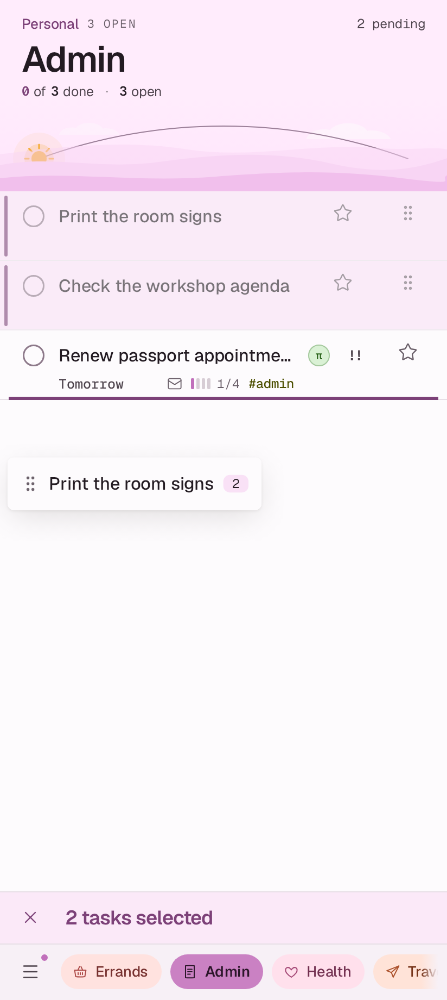 Personal 3 OPEN 2 pending
Admin
0 of 3 done · 3 open
Print the room signs
Check the workshop agenda
Renew passport appointme… π !!
Tomorrow 1/4 #admin
Print the room signs 2
2 tasks selected
Errands Admin Health Trav